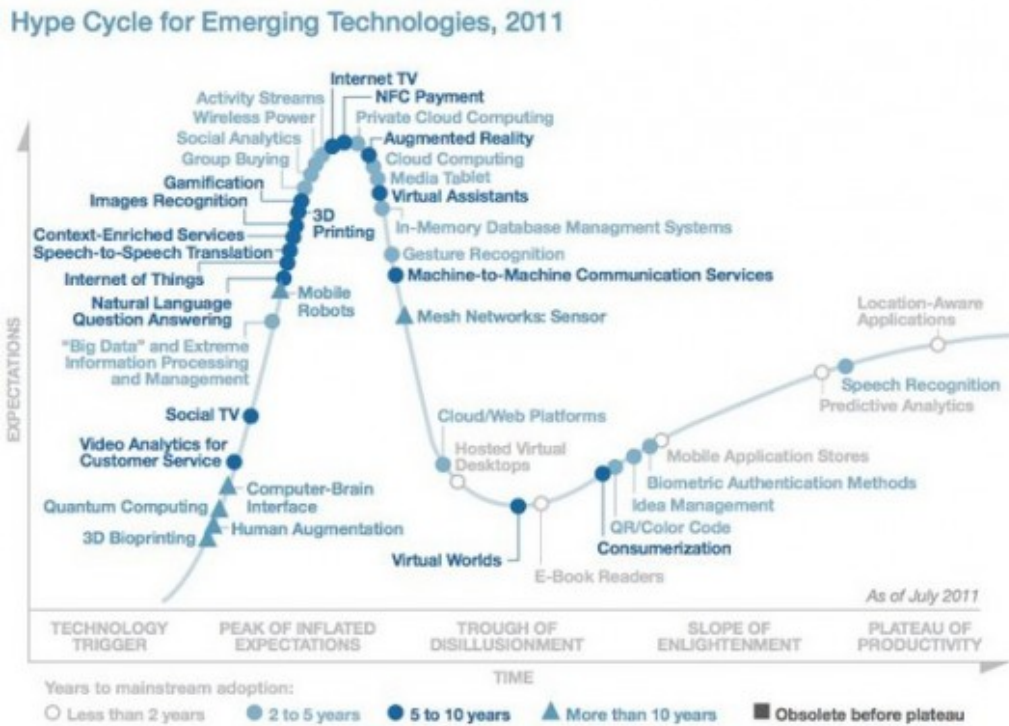 Hype Cycle for Emerging Technologies, 2011
Internet TV
NFC Payment
Activity Streams
Wireless Power
Private Cloud Computing
Social Analytics
Augmented Reality
Group Buying
Cloud Computing
Gamification
Media Tablet
Images Recognition
Virtual Assistants
3D
Printing
In-Memory Database Managment Systems
Context-Enriched Services
Speech-to-Speech Translation
Gesture Recognition
Internet of Things
Machine-to-Machine Communication Services
Natural Language
Question Answering
Mobile
Robots
Mesh Networks: Sensor
"Big Data" and Extreme
Information Processing
and Management
Location-Aware
Applications
Social TV
Speech Recognition
Predictive Analytics
Video Analytics for
Customer Service
Cloud/Web Platforms
Hosted Virtual
Desktops
Mobile Application Stores
Computer-Brain
Interface
Biometric Authentication Methods
Quantum Computing
Idea Management
Human Augmentation
QR/Color Code
3D Bioprinting
Consumerization
Virtual Worlds
E-Book Readers
As of July 2011
EXPECTATIONS
TECHNOLOGY
TRIGGER
PEAK OF INFLATED
EXPECTATIONS
TROUGH OF
DISILLUSIONMENT
SLOPE OF
ENLIGHTENMENT
PLATEAU OF
PRODUCTIVITY
TIME
Years to mainstream adoption:
Less than 2 years
2 to 5 years
5 to 10 years
More than 10 years
Obsolete before plateau